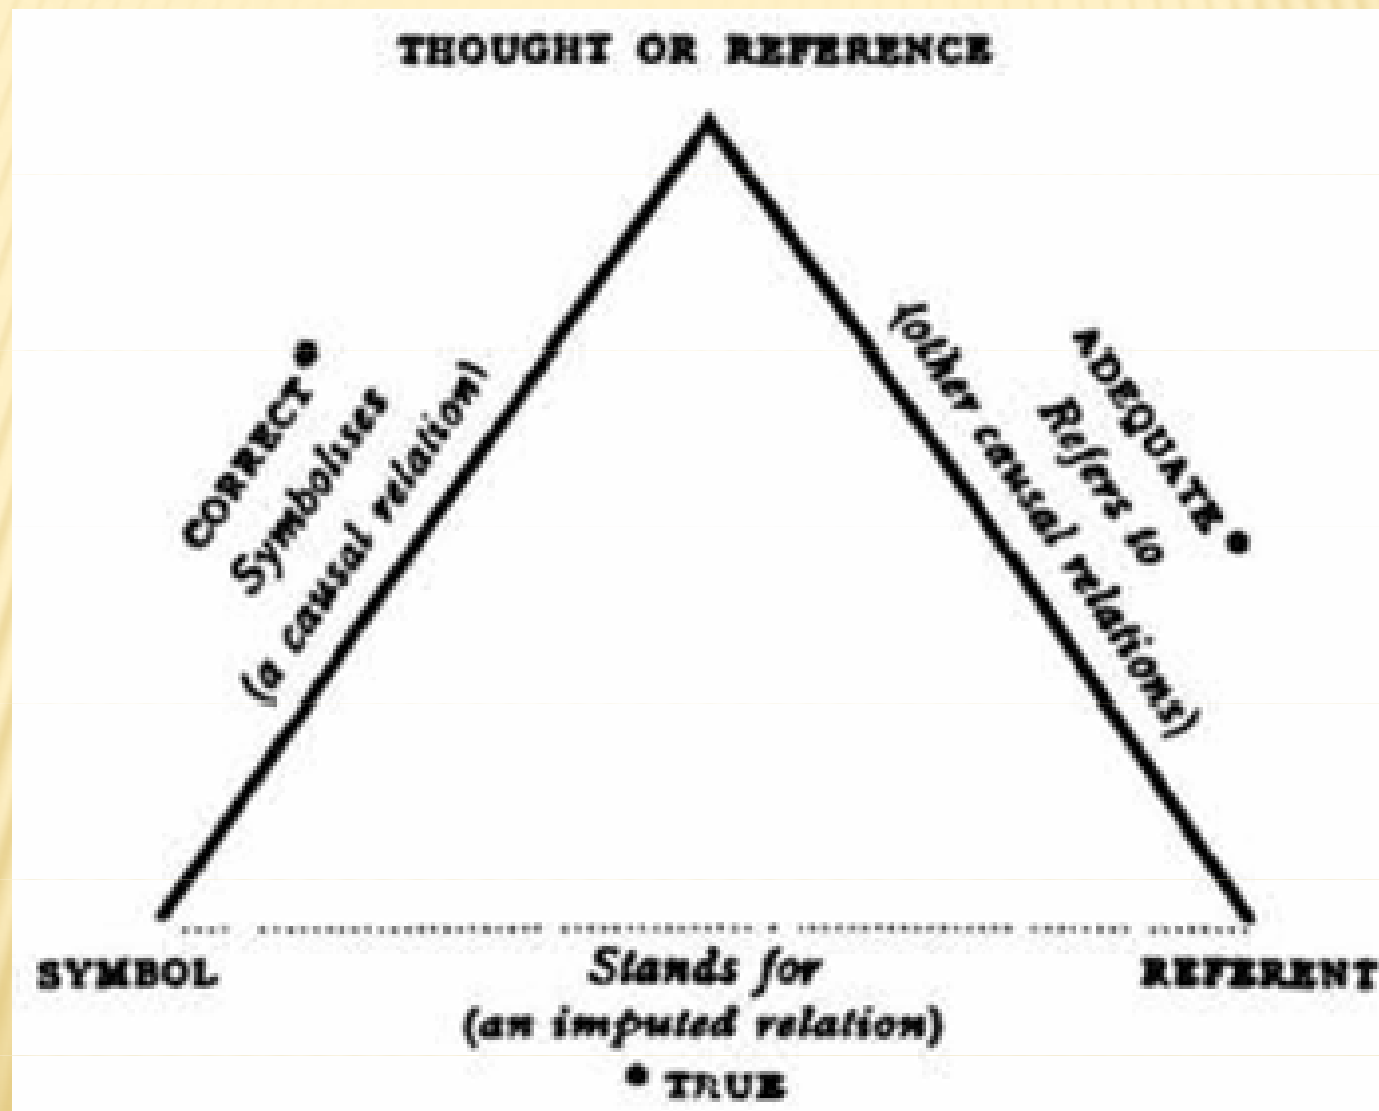 THOUGHT OR REFERENCE
CORRECT *
Symbolises
(a causal relation)
ADEQUATE *
Refers to
(other causal relations)
SYMBOL
Stands for
REFERENT
(an imputed relation)
* TRUE